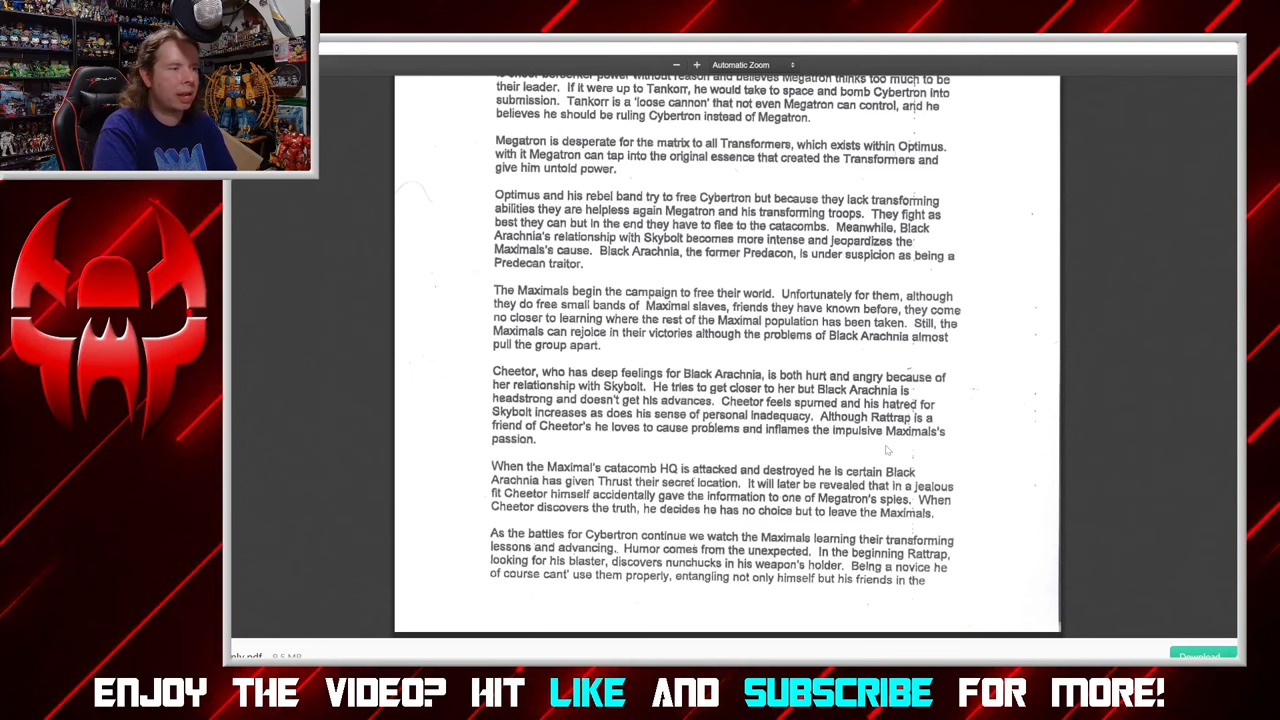 Automatic Zoom
is sheer berserker power without reason and believes Megatron thinks too much to be
their leader. If it were up to Tankorr, he would take to space and bomb Cybertron into
submission. Tankorr is a 'loose cannon' that not even Megatron can control, and he
believes he should be ruling Cybertron instead of Megatron.
Megatron is desperate for the matrix to all Transformers, which exists within Optimus.
with it Megatron can tap into the original essence that created the Transformers and
give him untold power.
Optimus and his rebel band try to free Cybertron but because they lack transforming
abilities they are helpless again Megatron and his transforming troops. They fight as
best they can but in the end they have to flee to the catacombs. Meanwhile, Black
Arachnia's relationship with Skybolt becomes more intense and jeopardizes the
Maximals's cause. Black Arachnia, the former Predacon, is under suspicion as being a
Predecan traitor.
The Maximals begin the campaign to free their world. Unfortunately for them, although
they do free small bands of Maximal slaves, friends they have known before, they come
no closer to learning where the rest of the Maximal population has been taken. Still, the
Maximals can rejoice in their victories although the problems of Black Arachnia almost
pull the group apart.
Cheetor, who has deep feelings for Black Arachnia, is both hurt and angry because of
her relationship with Skybolt. He tries to get closer to her but Black Arachnia is
headstrong and doesn't get his advances. Cheetor feels spurned and his hatred for
Skybolt increases as does his sense of personal inadequacy. Although Rattrap is a
friend of Cheetor's he loves to cause problems and inflames the impulsive Maximals's
passion.
When the Maximal's catacomb HQ is attacked and destroyed he is certain Black
Arachnia has given Thrust their secret location. It will later be revealed that in a jealous
fit Cheetor himself accidentally gave the information to one of Megatron's spies. When
Cheetor discovers the truth, he decides he has no choice but to leave the Maximals.
As the battles for Cybertron continue we watch the Maximals learning their transforming
lessons and advancing. Humor comes from the unexpected. In the beginning Rattrap,
looking for his blaster, discovers nunchucks in his weapon's holder. Being a novice he
of course cant' use them properly, entangling not only himself but his friends in the
9.5 MB
Download
ENJOY THE VIDEO? HIT LIKE AND SUBSCRIBE FOR MORE!